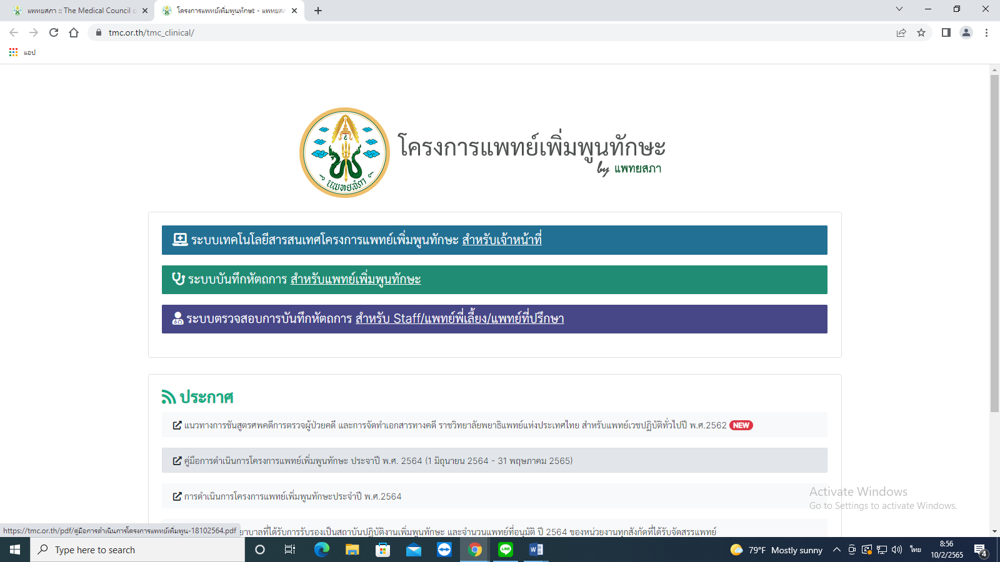 แพทยสภา :: The Medical Council o
โครงการแพทย์เพิ่มพูนทักษะ - แพทยสภ
tmc.or.th/tmc_clinical/
แอป
แพทยสภา
โครงการแพทย์เพิ่มพูนทักษะ
by แพทยสภา
ระบบเทคโนโลยีสารสนเทศโครงการแพทย์เพิ่มพูนทักษะ สำหรับเจ้าหน้าที่
ระบบบันทึกหัตถการ สำหรับแพทย์เพิ่มพูนทักษะ
ระบบตรวจสอบการบันทึกหัตถการ สำหรับ Staff/แพทย์พี่เลี้ยง/แพทย์ที่ปรึกษา
ประกาศ
แนวทางการชันสูตรศพคดีการตรวจผู้ป่วยคดี และการจัดทำเอกสารทางคดี ราชวิทยาลัยพยาธิแพทย์แห่งประเทศไทย สำหรับแพทย์เวชปฏิบัติทั่วไปปี พ.ศ.2562 NEW
คู่มือการดำเนินการโครงการแพทย์เพิ่มพูนทักษะ ประจาปี พ.ศ. 2564 (1 มิถุนายน 2564 - 31 พฤษภาคม 2565)
การดำเนินการโครงการแพทย์เพิ่มพูนทักษะประจำปี พ.ศ.2564
Activate Windows
Go to Settings to activate Windows.
ยาบาลที่ได้รับการรับรองเป็นสถาบันปฏิบัติงานเพิ่มพูนทักษะ และจำนวนแพทย์ที่อนุมัติ ปี 2564 ของหน่วยงานทุกสังกัดที่ได้รับจัดสรรแพทย์
https://tmc.or.th/pdf/คู่มือการดำเนินการโครงการแพทย์เพิ่มพูน-18102564.pdf
Type here to search
LINE
79°F Mostly sunny
ไทย
8:56
10/2/2565
4